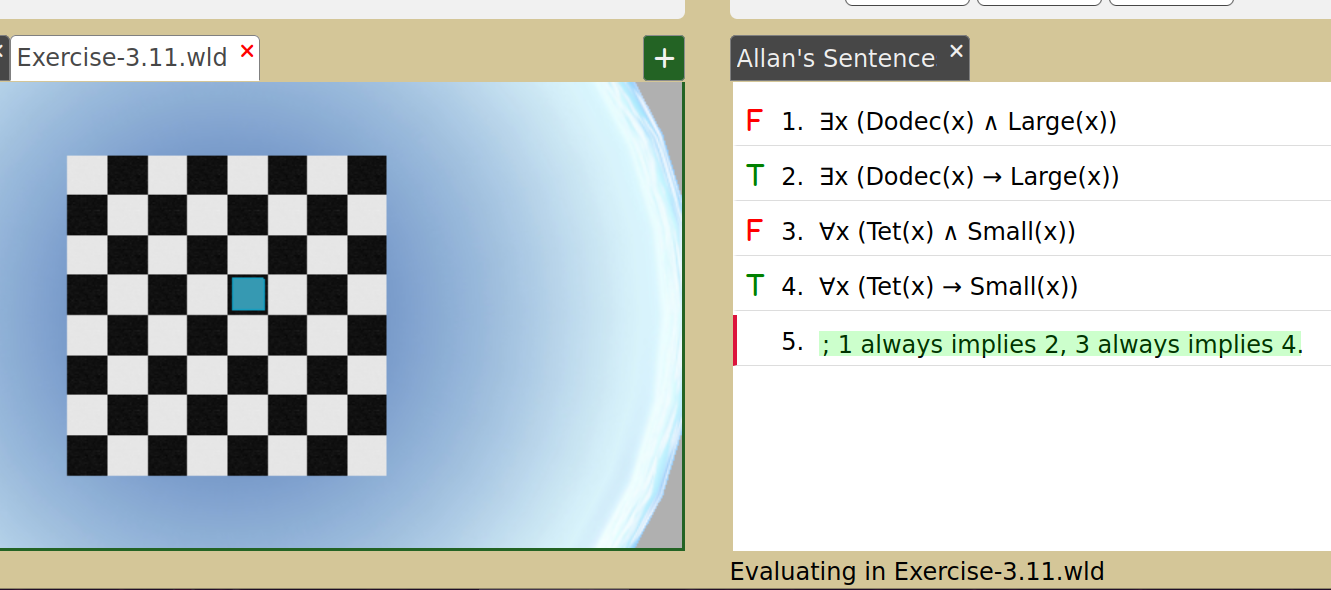 Exercise-3.11.wld
+
Allan's Sentence
F 1. ∃x (Dodec(x) ∧ Large(x))
T 2. ∃x (Dodec(x) → Large(x))
F 3. ∀x (Tet(x) ∧ Small(x))
T 4. ∀x (Tet(x) → Small(x))
5. ; 1 always implies 2, 3 always implies 4.
Evaluating in Exercise-3.11.wld